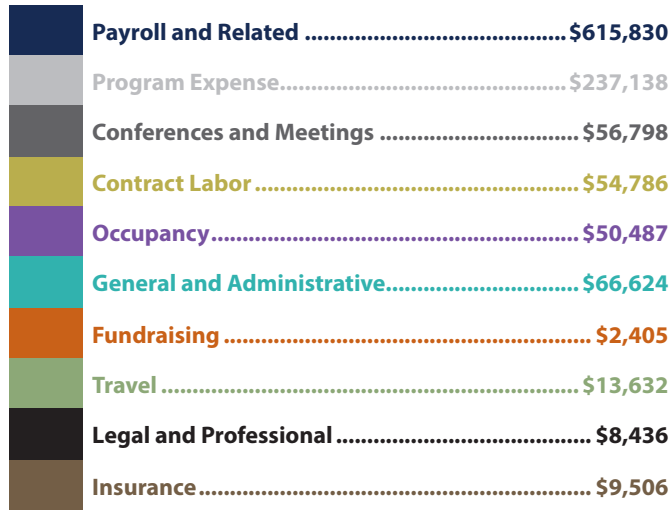 Payroll and Related ............................................. $615,830
Program Expense.................................................. $237,138
Conferences and Meetings ................................ $56,798
Contract Labor ...................................................... $54,786
Occupancy.............................................................. $50,487
General and Administrative................................ $66,624
Fundraising ............................................................. $2,405
Travel ....................................................................... $13,632
Legal and Professional .......................................... $8,436
Insurance................................................................. $9,506